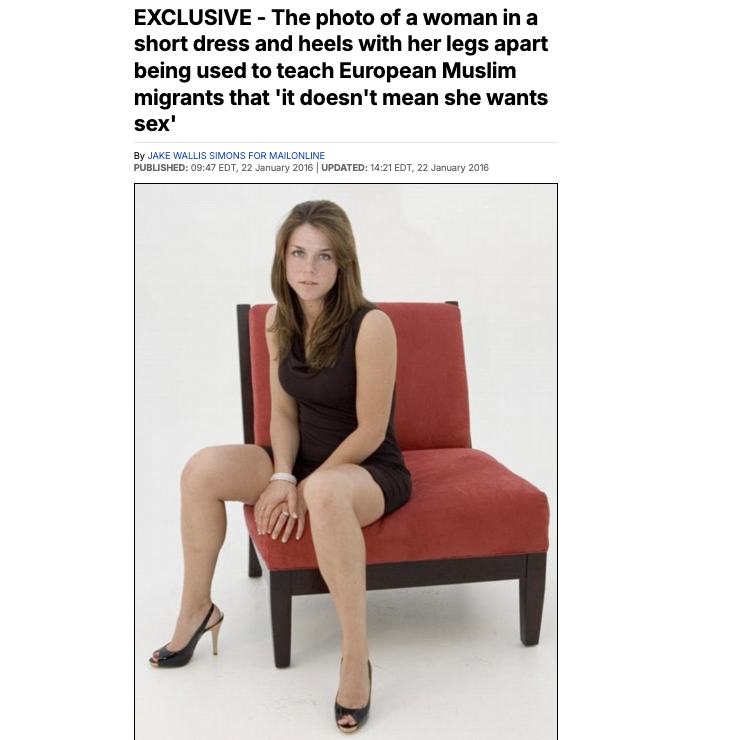 EXCLUSIVE - The photo of a woman in a
short dress and heels with her legs apart
being used to teach European Muslim
migrants that 'it doesn't mean she wants
sex'
By JAKE WALLIS SIMONS FOR MAILONLINE
PUBLISHED: 09:47 EDT, 22 January 2016 | UPDATED: 14:21 EDT, 22 January 2016